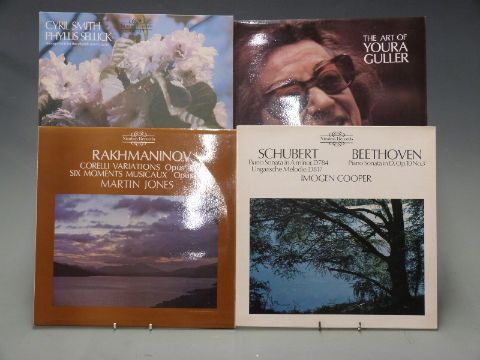 CYRIL SMITH
PHYLLIS SELLICK
THE ART OF
YOURA
GULLER
Nimbus Records
RAKHMANINOV
CORELLI VARIATIONS Opus
SIX MOMENTS MUSICAUX Opus
MARTIN JONES
Nimbus Records
SCHUBERT
Piano Sonata in A minor, D784
Ungarische Melodie, D817
BEETHOVEN
Piano Sonata in D, Op.10 No.3
IMOGEN COOPER